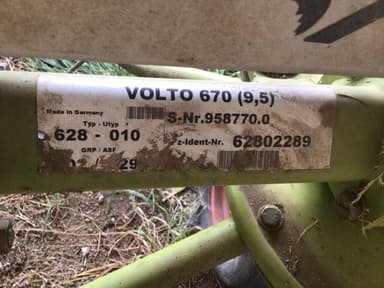 VOLTO 670 (9,5)
Made in Germany
S-Nr.958770.0
Typ - Utyp
628 - 010
z-Ident-Nr. 62802289
GRP / ASF
/ 29